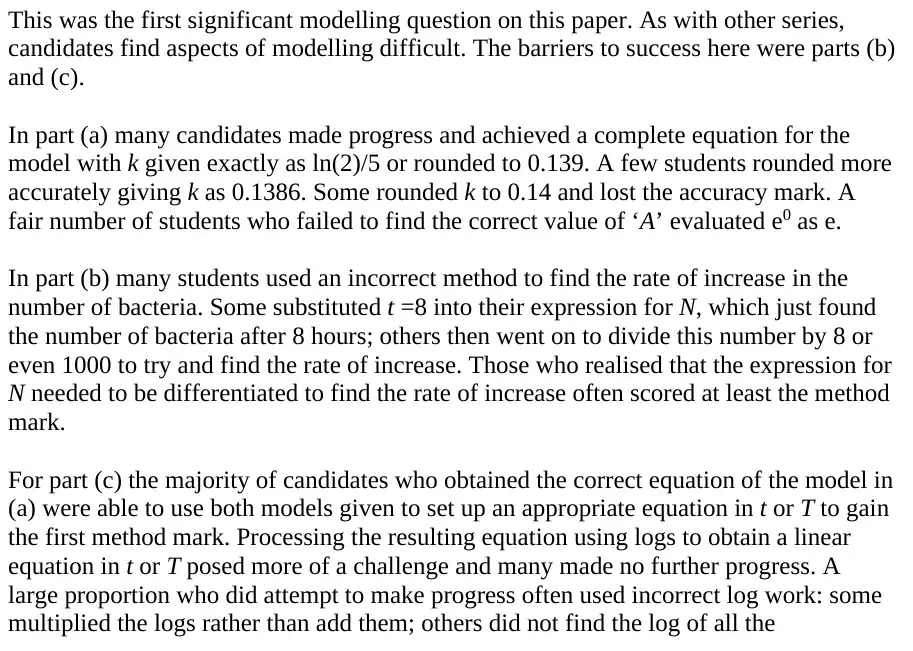 This was the first significant modelling question on this paper. As with other series,
candidates find aspects of modelling difficult. The barriers to success here were parts (b)
and (c).
In part (a) many candidates made progress and achieved a complete equation for the
model with k given exactly as ln(2)/5 or rounded to 0.139. A few students rounded more
accurately giving k as 0.1386. Some rounded k to 0.14 and lost the accuracy mark. A
fair number of students who failed to find the correct value of ‘A’ evaluated e⁰ as e.
In part (b) many students used an incorrect method to find the rate of increase in the
number of bacteria. Some substituted t =8 into their expression for N, which just found
the number of bacteria after 8 hours; others then went on to divide this number by 8 or
even 1000 to try and find the rate of increase. Those who realised that the expression for
N needed to be differentiated to find the rate of increase often scored at least the method
mark.
For part (c) the majority of candidates who obtained the correct equation of the model in
(a) were able to use both models given to set up an appropriate equation in t or T to gain
the first method mark. Processing the resulting equation using logs to obtain a linear
equation in t or T posed more of a challenge and many made no further progress. A
large proportion who did attempt to make progress often used incorrect log work: some
multiplied the logs rather than add them; others did not find the log of all the